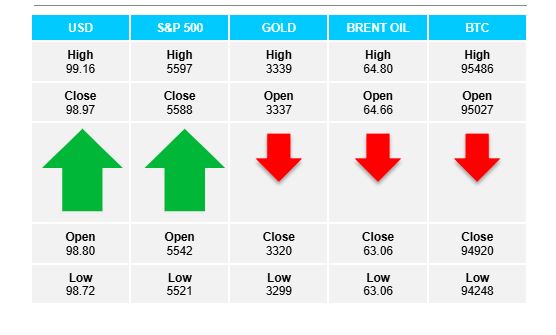 USD S&P 500 GOLD BRENT OIL BTC
High High High High High
99.16 5597 3339 64.80 95486
Close Close Open Open Open
98.97 5588 3337 64.66 95027
Open Open Close Close Close
98.80 5542 3320 63.06 94920
Low Low Low Low Low
98.72 5521 3299 63.06 94248